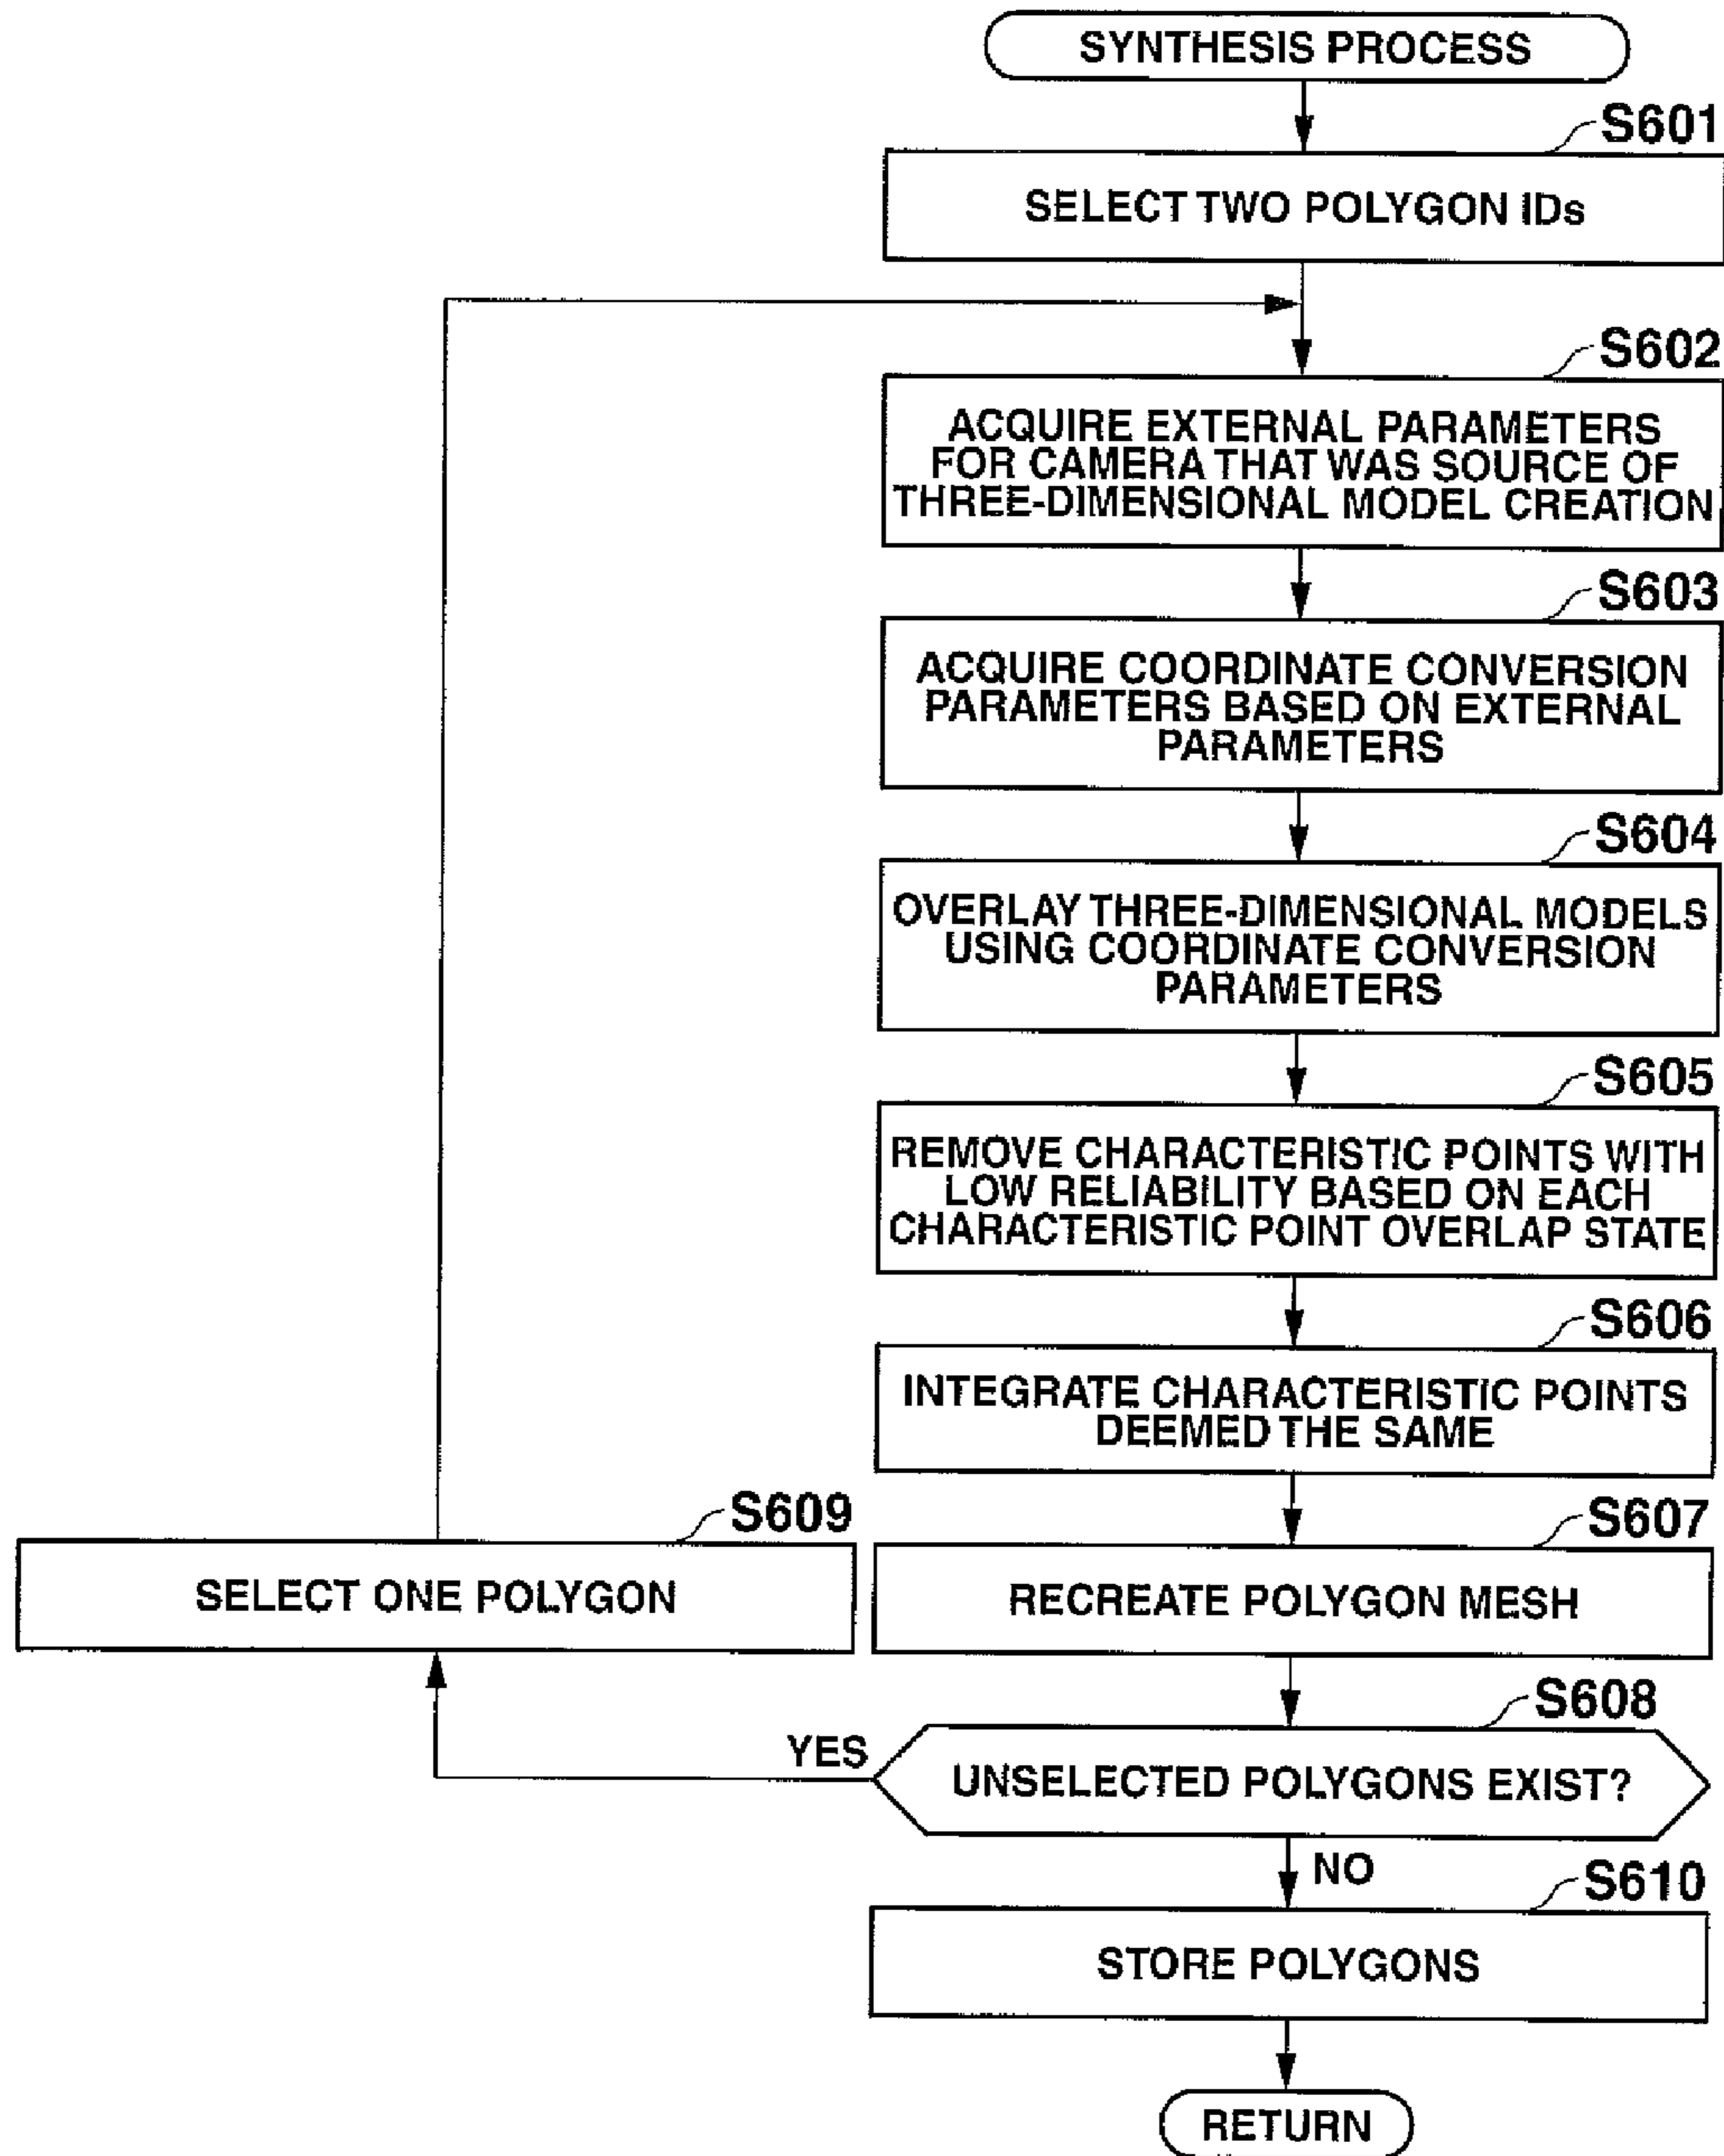 SYNTHESIS PROCESS
S601
SELECT TWO POLYGON IDs
S602
ACQUIRE EXTERNAL PARAMETERS
FOR CAMERA THAT WAS SOURCE OF
THREE-DIMENSIONAL MODEL CREATION
S603
ACQUIRE COORDINATE CONVERSION
PARAMETERS BASED ON EXTERNAL
PARAMETERS
S604
OVERLAY THREE-DIMENSIONAL MODELS
USING COORDINATE CONVERSION
PARAMETERS
S605
REMOVE CHARACTERISTIC POINTS WITH
LOW RELIABILITY BASED ON EACH
CHARACTERISTIC POINT OVERLAP STATE
S606
INTEGRATE CHARACTERISTIC POINTS
DEEMED THE SAME
S609
SELECT ONE POLYGON
S607
RECREATE POLYGON MESH
S608
YES
UNSELECTED POLYGONS EXIST?
NO
S610
STORE POLYGONS
RETURN